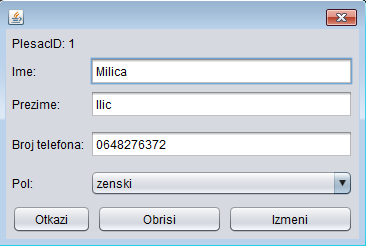 PlesacID: 1
Ime: Milica
Prezime: Ilic
Broj telefona: 0648276372
Pol: zenski
Otkazi Obrisi Izmeni